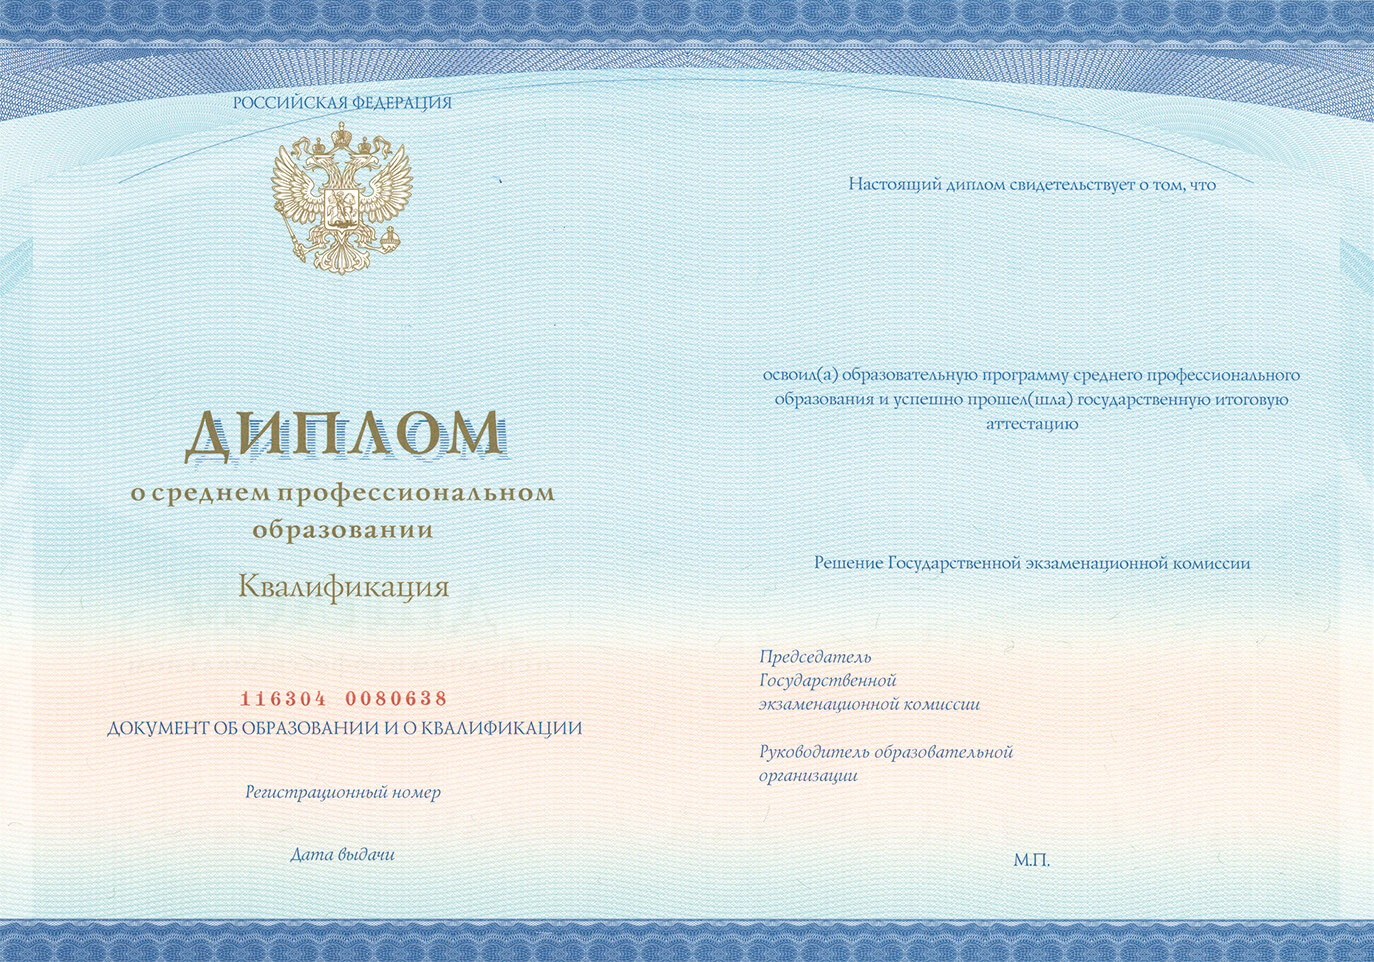 РОССИЙСКАЯ ФЕДЕРАЦИЯ
ДИПЛОМ
о среднем профессиональном
образовании
Квалификация
116304 0080638
ДОКУМЕНТ ОБ ОБРАЗОВАНИИ И О КВАЛИФИКАЦИИ
Регистрационный номер
Дата выдачи
Настоящий диплом свидетельствует о том, что
освоил(а) образовательную программу среднего профессионального
образования и успешно прошел(шла) государственную итоговую
аттестацию
Решение Государственной экзаменационной комиссии
Председатель
Государственной
экзаменационной комиссии
Руководитель образовательной
организации
М.П.